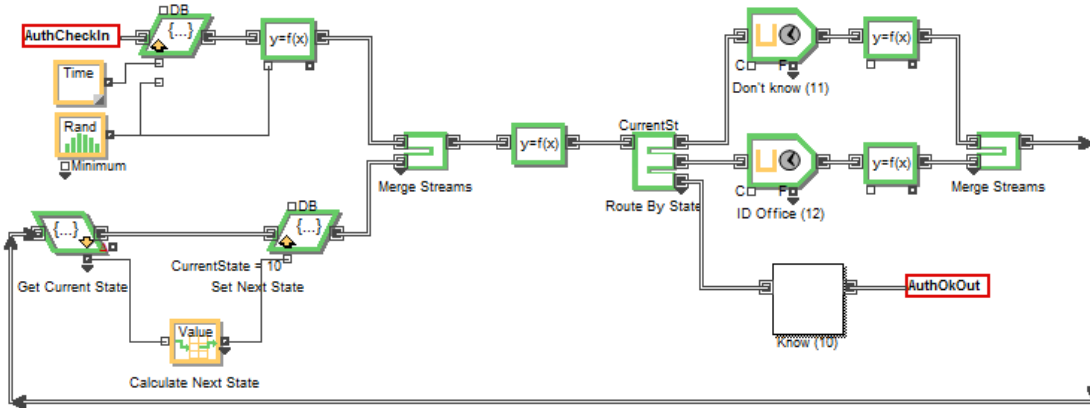 DB
AuthCheckIn
{...}
y=f(x)
Time
Rand
Minimum
Merge Streams
y=f(x)
CurrentSt
Route By State
C
F
Don't know (11)
y=f(x)
C
F
ID Office (12)
y=f(x)
Merge Streams
{...}
Get Current State
DB
{...}
CurrentState = 10
Set Next State
Value
Calculate Next State
Know (10)
AuthOkOut